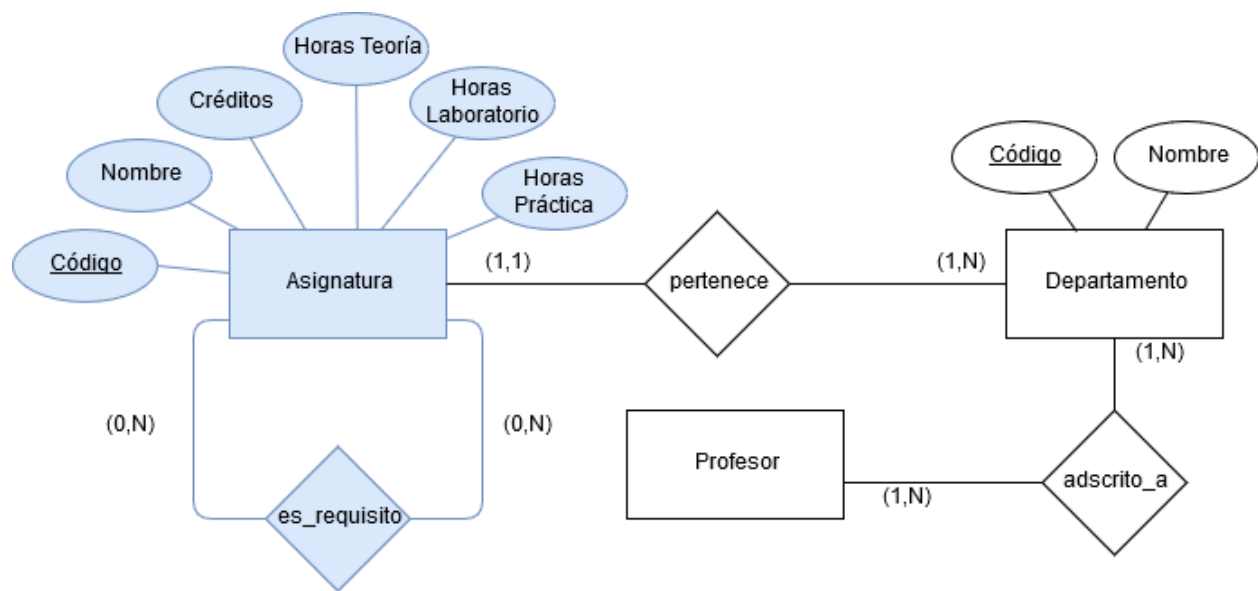 Horas Teoría
Créditos
Horas
Laboratorio
Nombre
Horas
Práctica
Código
Asignatura
(1,1)
pertenece
(1,N)
Código
Nombre
Departamento
(1,N)
(0,N)
(0,N)
es_requisito
Profesor
(1,N)
adscrito_a